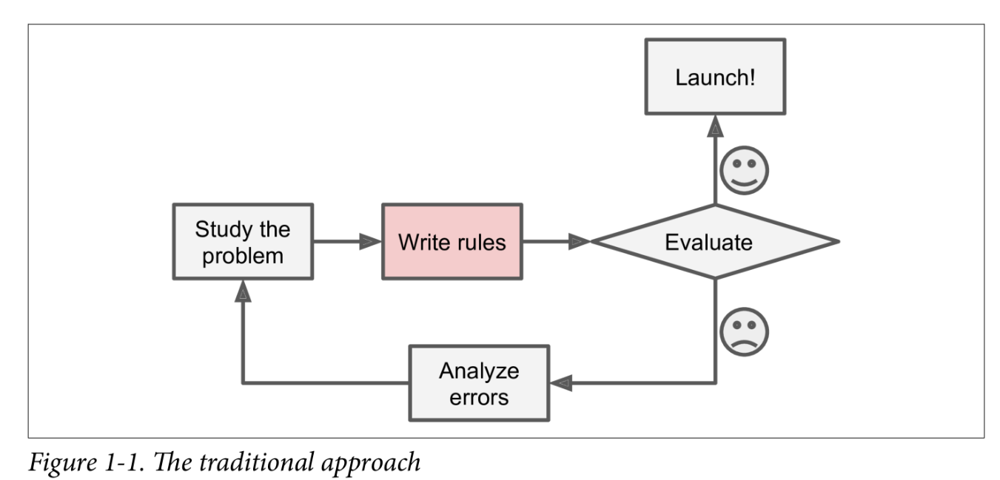 Launch!
Study the
problem
Write rules
Evaluate
Analyze
errors
Figure 1-1. The traditional approach